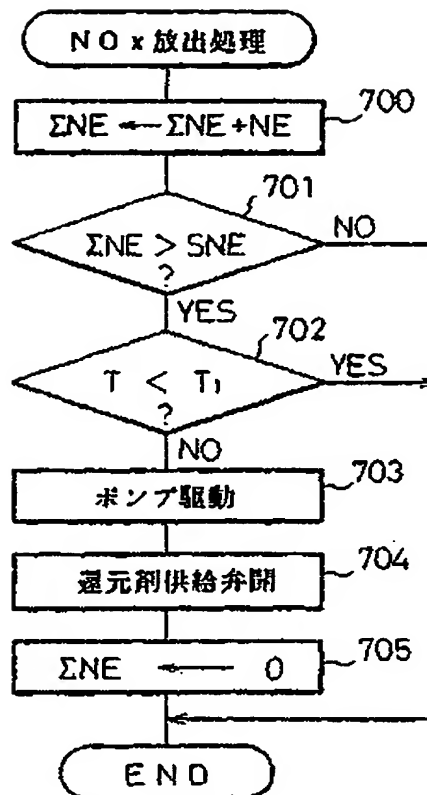 NOx放出処理
ΣNE ← ΣNE+NE
700
701
ΣNE > SNE
?
NO
YES
702
T < T₁
?
YES
NO
ポンプ駆動
703
還元剤供給弁開
704
ΣNE ← 0
705
END